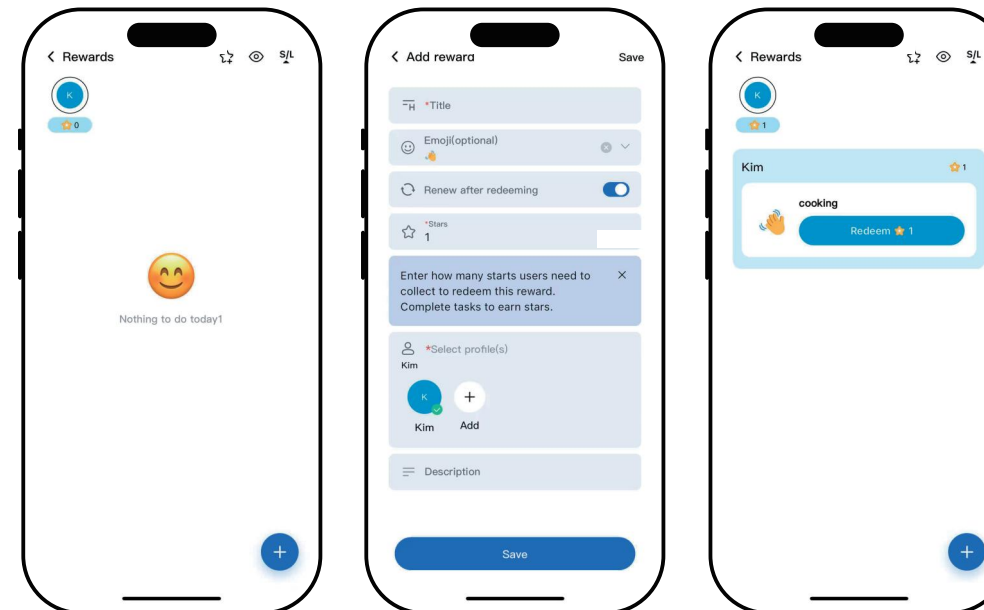 Rewards
S/L
K
0
Nothing to do today1
Add reward
Save
*Title
Emoji(optional)
Renew after redeeming
*Stars
1
Enter how many starts users need to
collect to redeem this reward.
Complete tasks to earn stars.
*Select profile(s)
Kim
K
Kim
Add
Description
Save
Rewards
S/L
K
1
Kim
1
cooking
Redeem 1